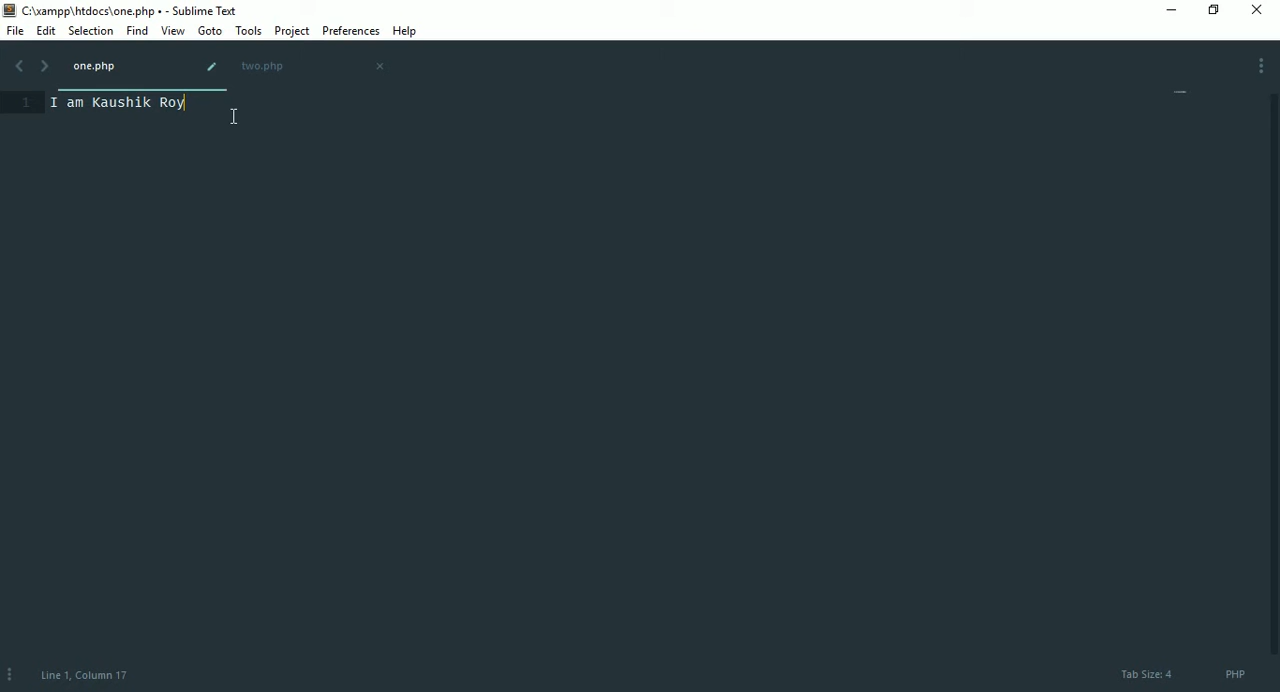 C:\xampp\htdocs\one.php • - Sublime Text
File Edit Selection Find View Goto Tools Project Preferences Help
one.php two.php
1 I am Kaushik Roy
Line 1, Column 17 Tab Size: 4 PHP